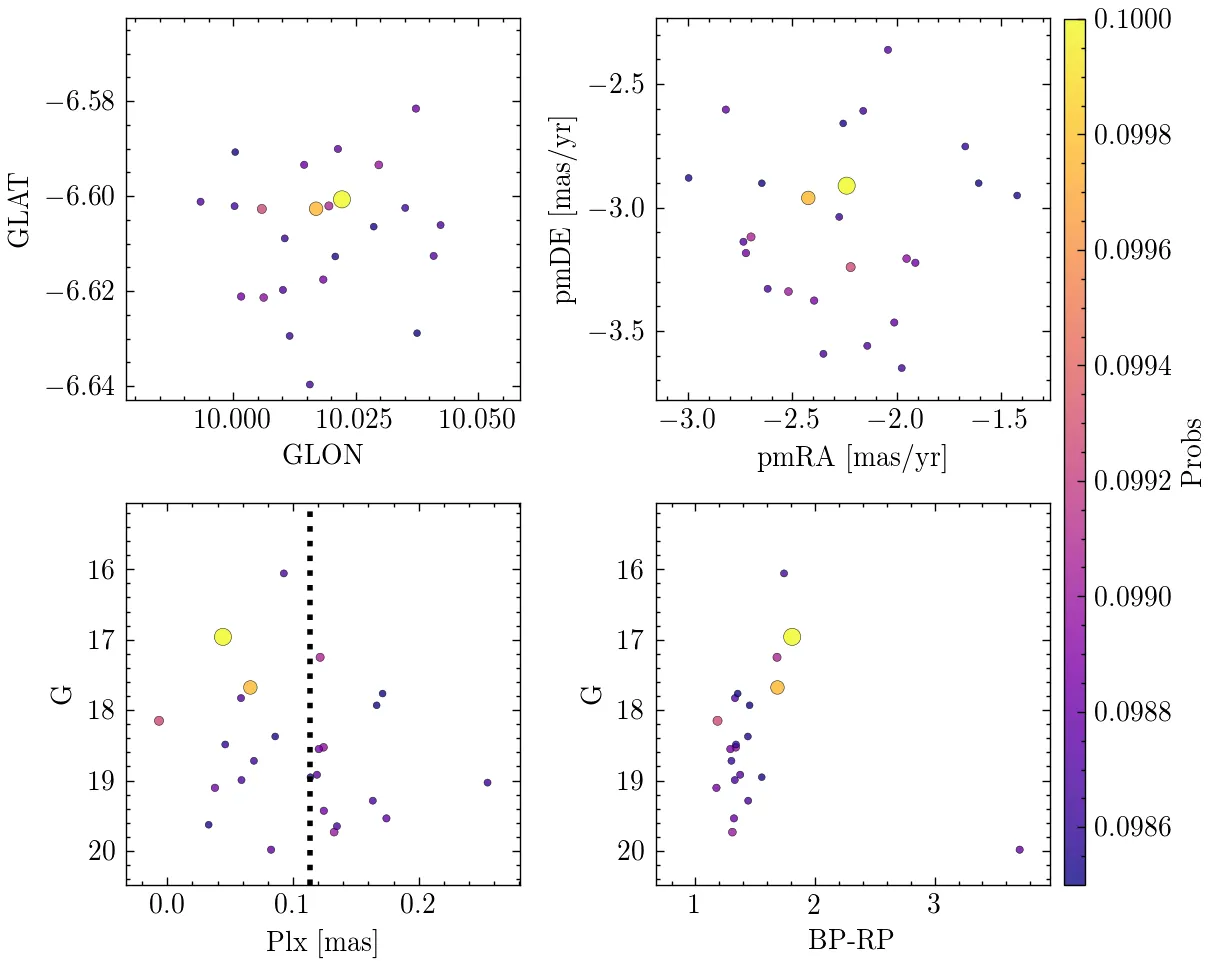 −6.58
−6.60
−6.62
−6.64
GLAT
10.000 10.025 10.050
GLON
−2.5
−3.0
−3.5
pmDE [mas/yr]
−3.0 −2.5 −2.0 −1.5
pmRA [mas/yr]
16
17
18
19
20
G
0.0 0.1 0.2
Plx [mas]
16
17
18
19
20
G
1 2 3
BP-RP
0.1000
0.0998
0.0996
0.0994
0.0992
0.0990
0.0988
0.0986
Probs